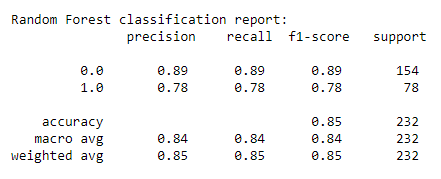 Random Forest classification report:
precision recall f1-score support
0.0 0.89 0.89 0.89 154
1.0 0.78 0.78 0.78 78
accuracy 0.85 232
macro avg 0.84 0.84 0.84 232
weighted avg 0.85 0.85 0.85 232